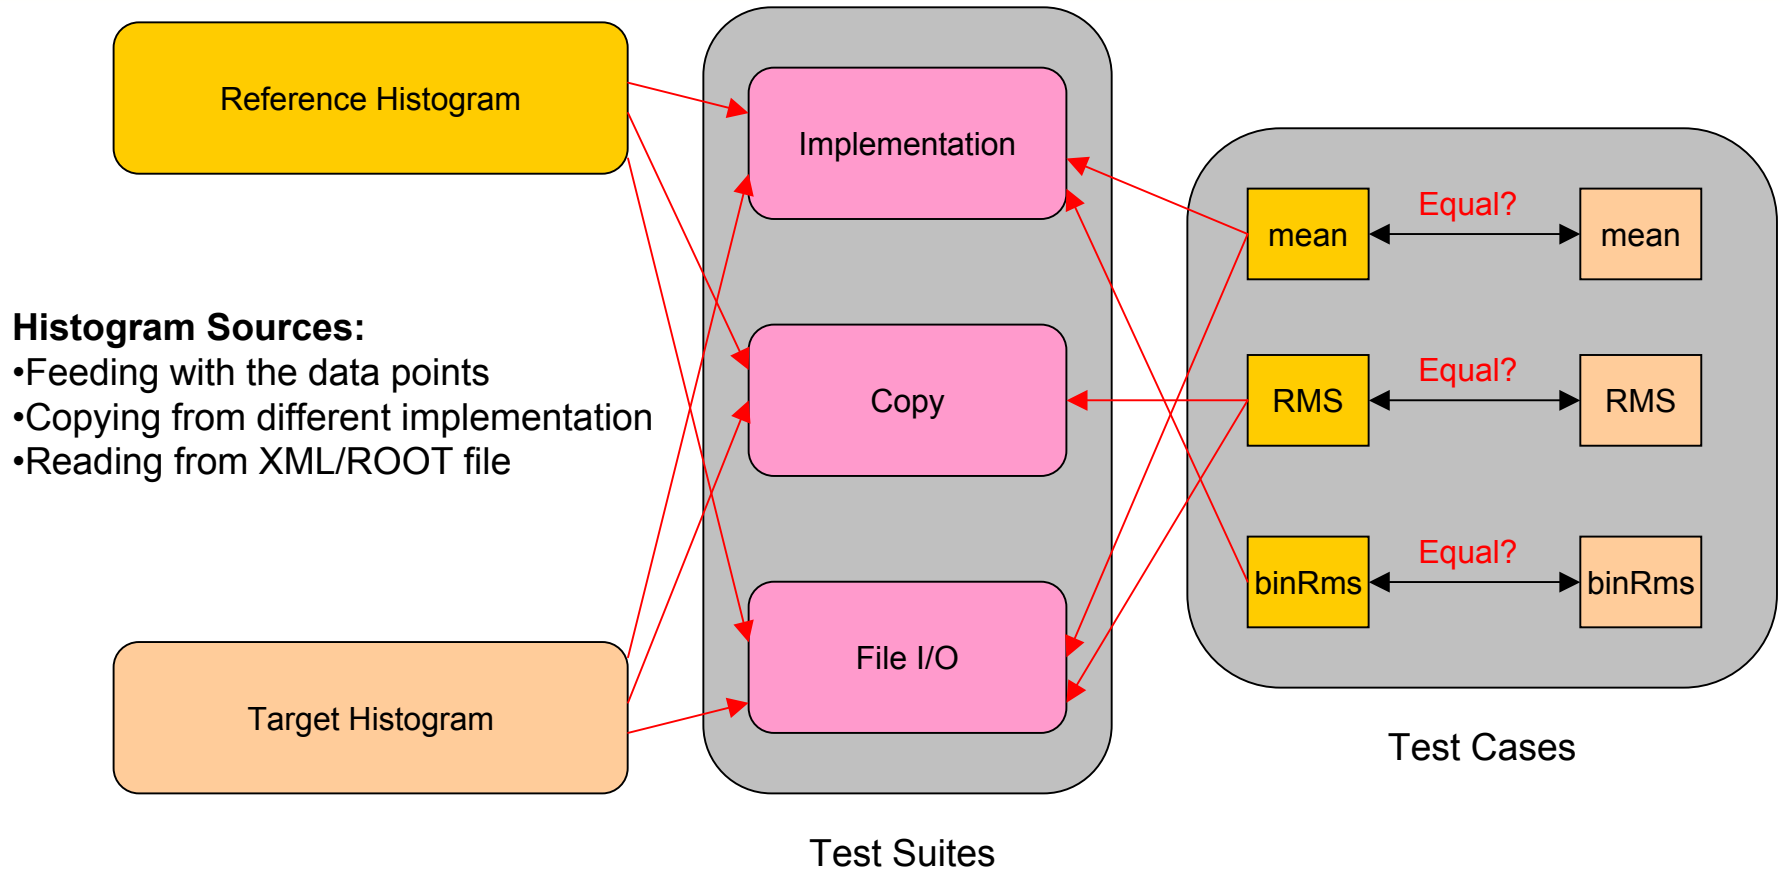 Reference Histogram
Histogram Sources:
•Feeding with the data points
•Copying from different implementation
•Reading from XML/ROOT file
Target Histogram
Implementation
Copy
File I/O
Test Suites
mean
Equal?
mean
RMS
Equal?
RMS
binRms
Equal?
binRms
Test Cases